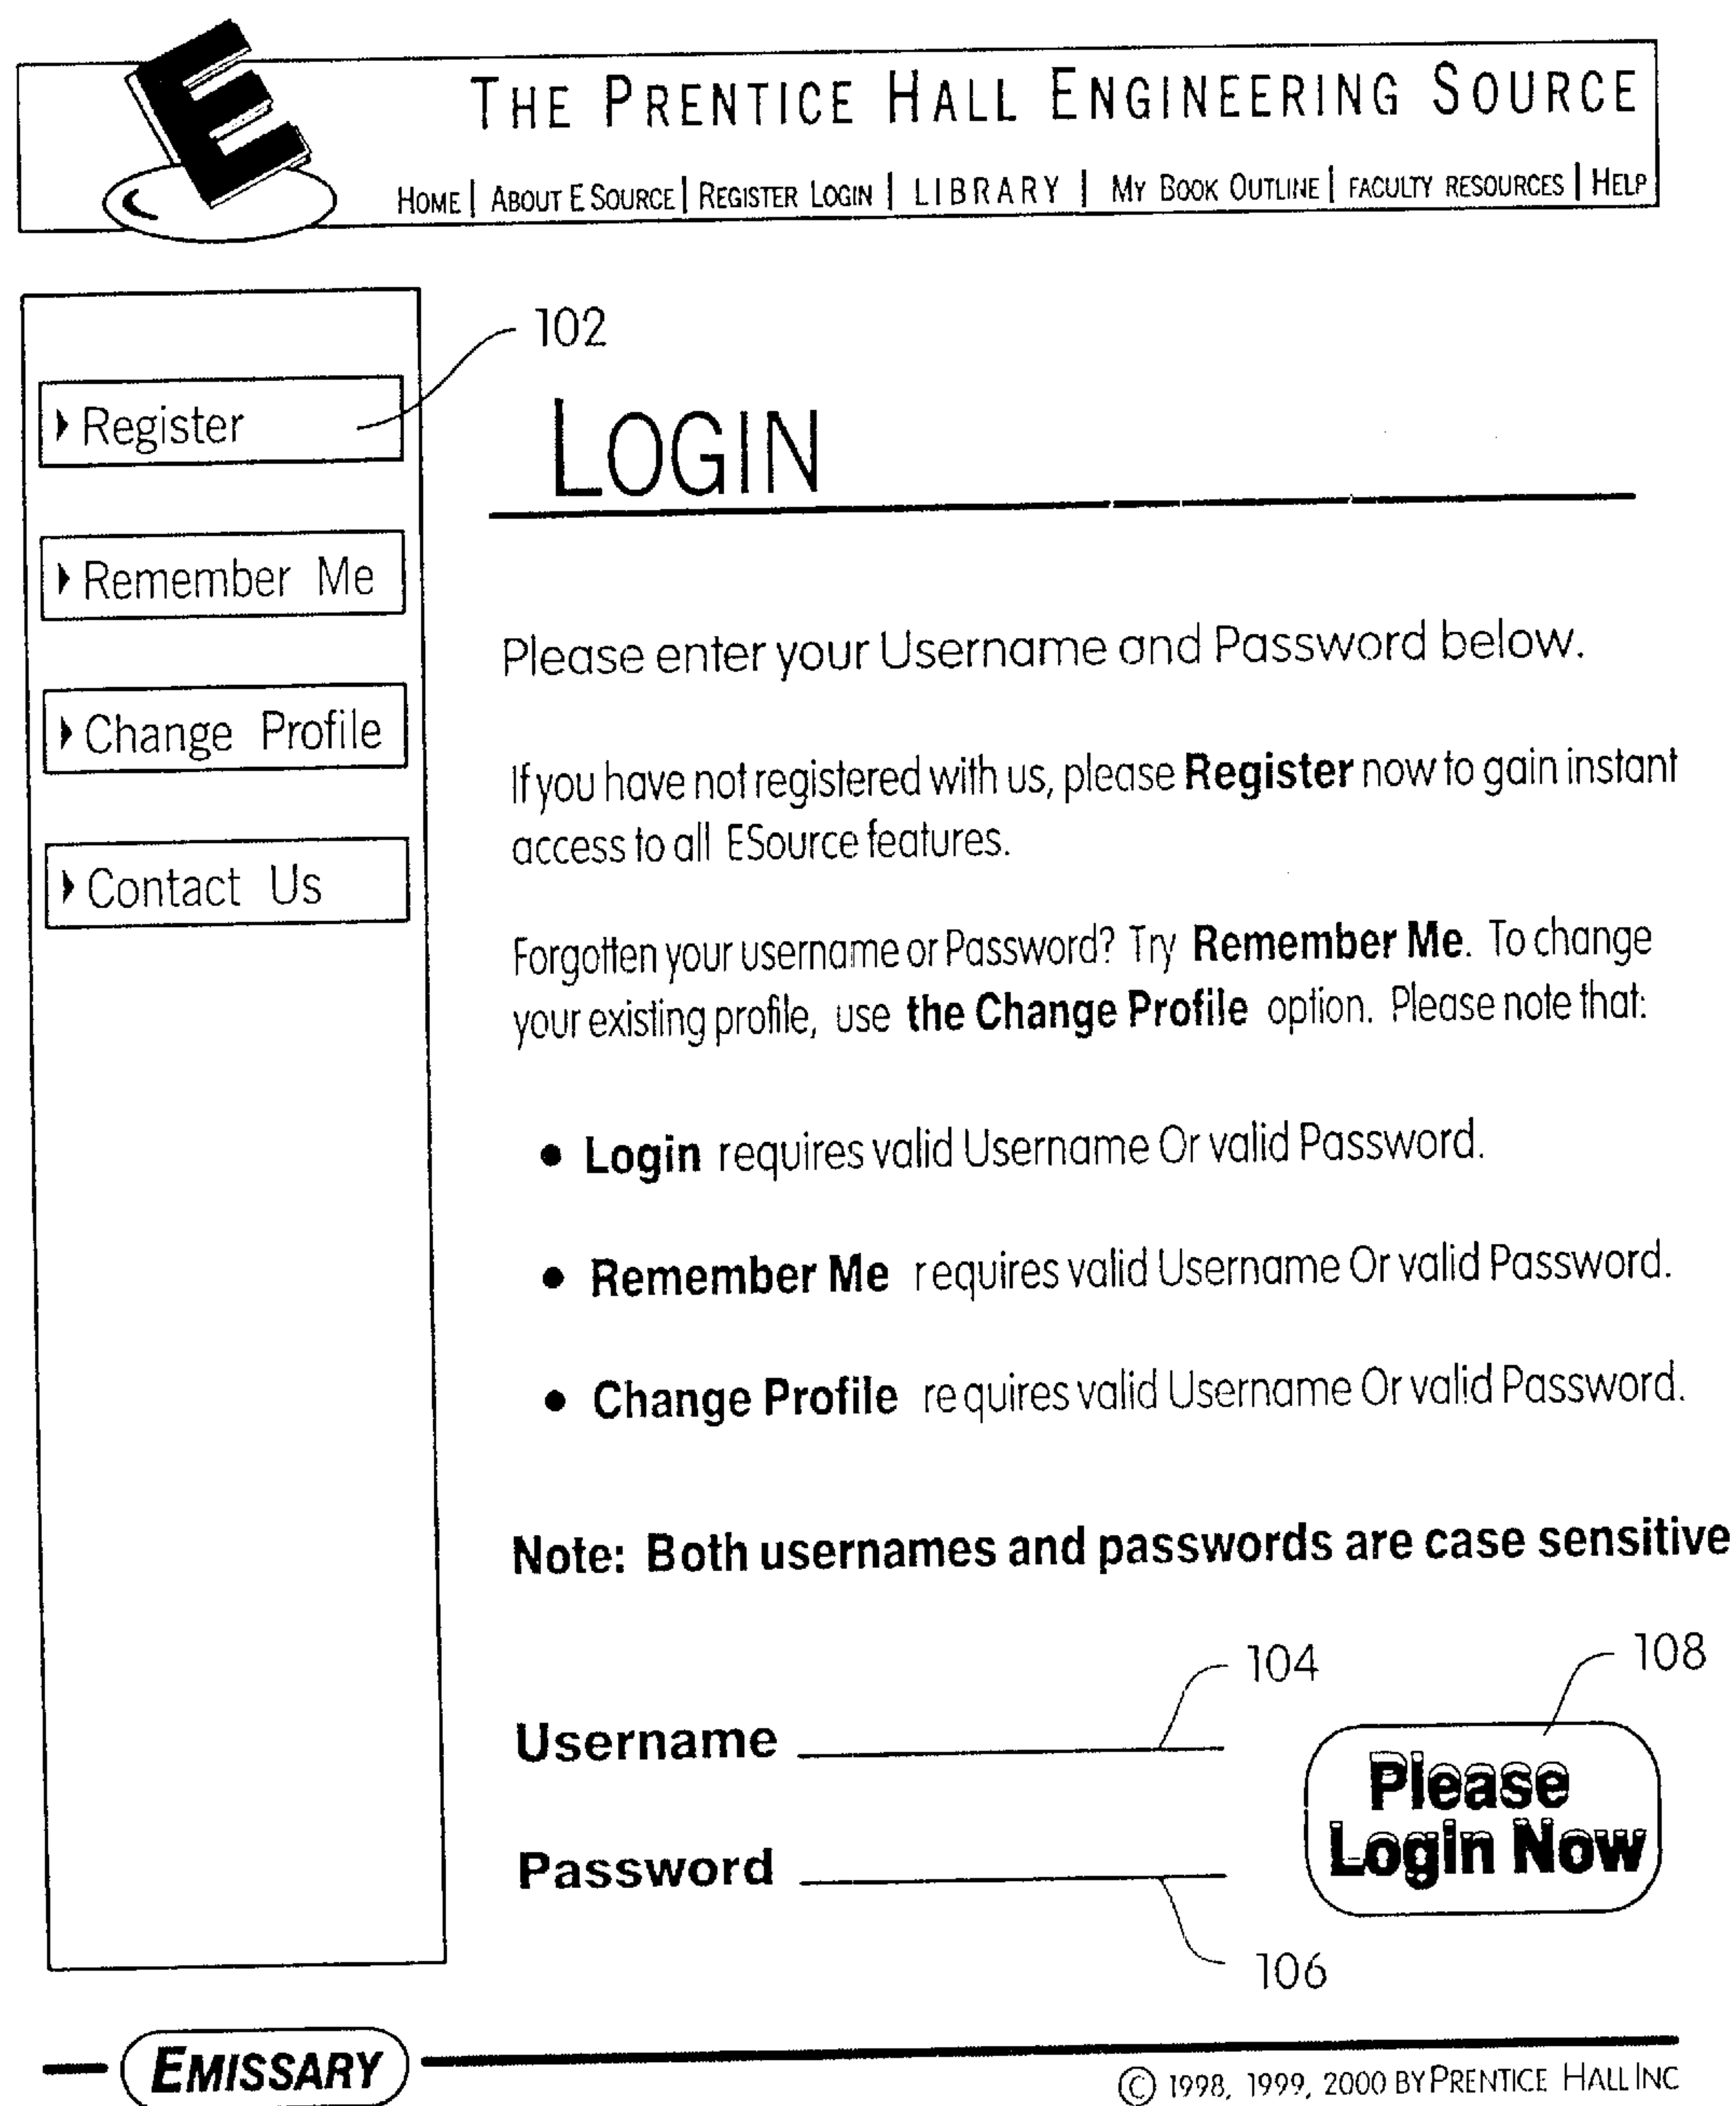 E
THE PRENTICE HALL ENGINEERING SOURCE
HOME | ABOUT E SOURCE | REGISTER LOGIN | LIBRARY | MY BOOK OUTLINE | FACULTY RESOURCES | HELP
102
Register
Remember Me
Change Profile
Contact Us
LOGIN
Please enter your Username and Password below.
If you have not registered with us, please Register now to gain instant
access to all ESource features.
Forgotten your username or Password? Try Remember Me. To change
your existing profile, use the Change Profile option. Please note that:
• Login requires valid Username Or valid Password.
• Remember Me requires valid Username Or valid Password.
• Change Profile requires valid Username Or valid Password.
Note: Both usernames and passwords are case sensitive
104
108
Username
Please
Login Now
Password
106
EMISSARY
© 1998, 1999, 2000 BY PRENTICE HALL INC